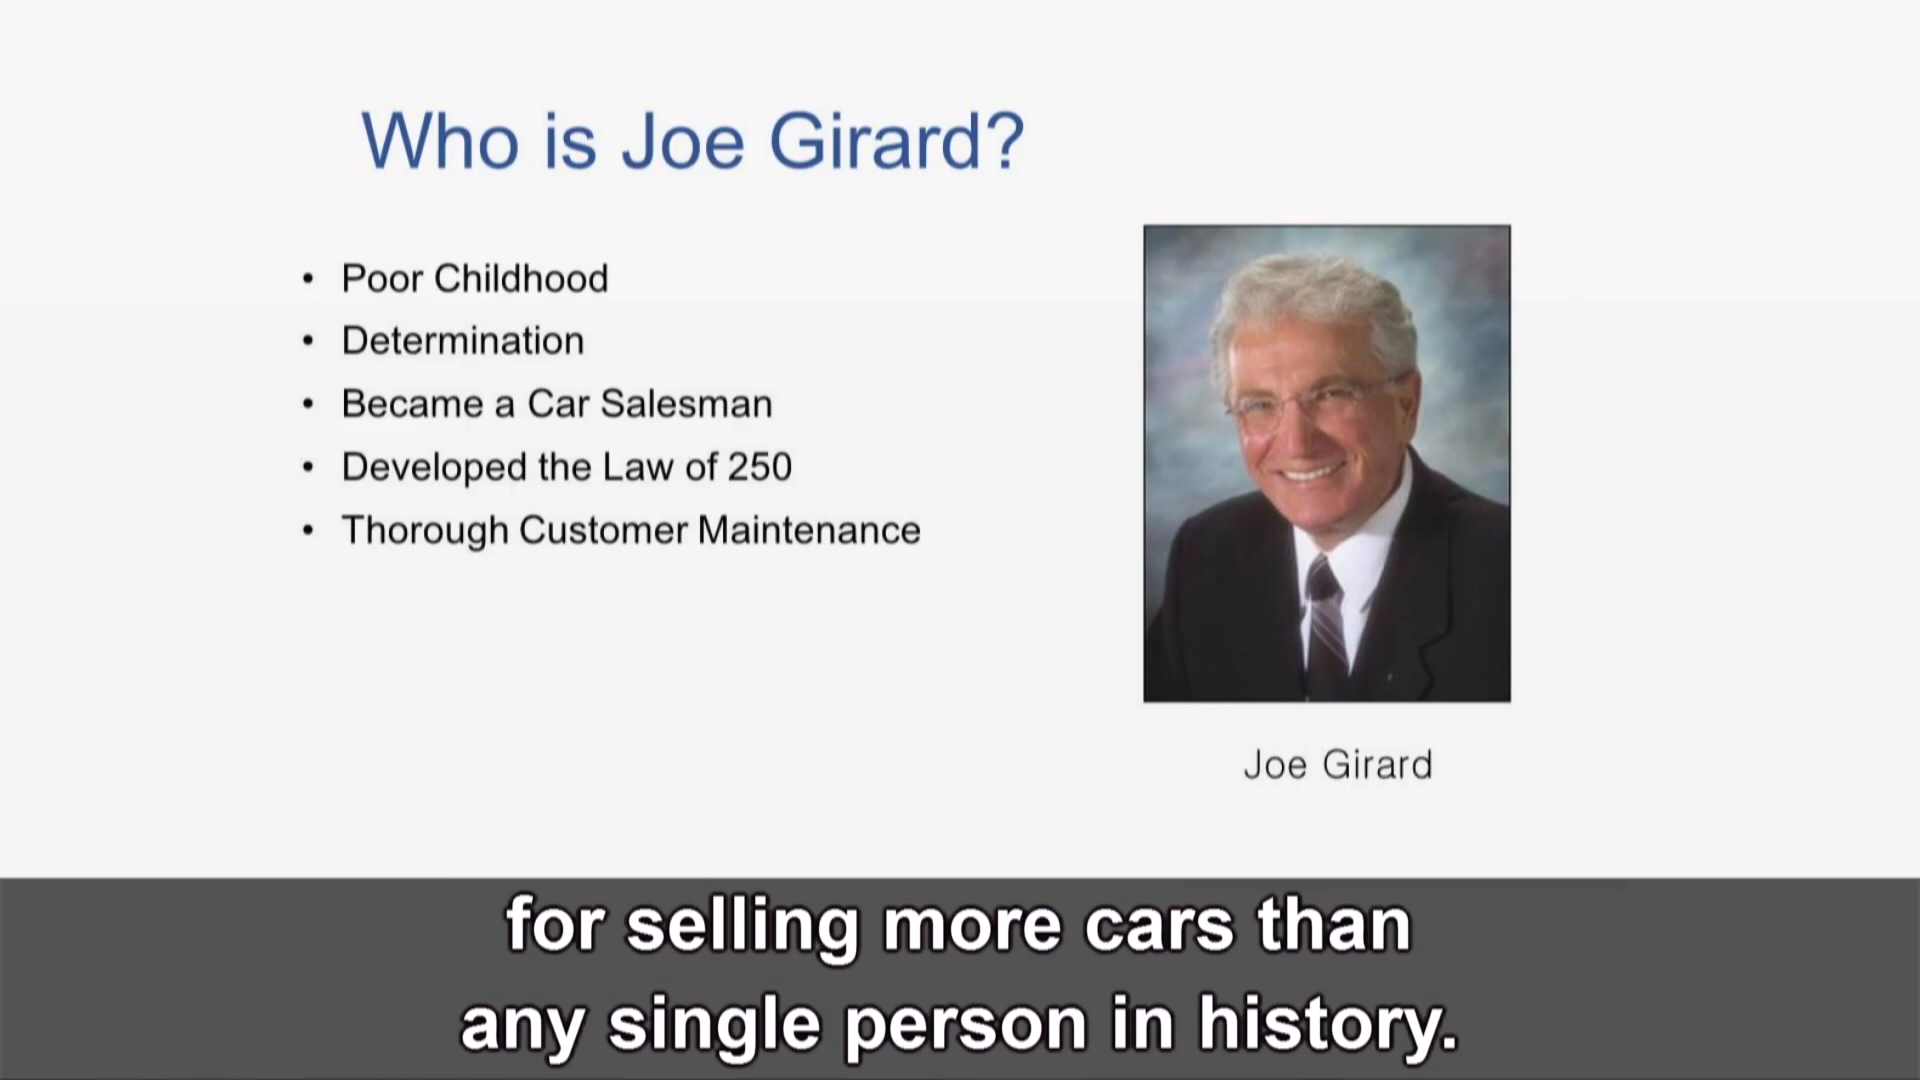 Who is Joe Girard?
• Poor Childhood
• Determination
• Became a Car Salesman
• Developed the Law of 250
• Thorough Customer Maintenance
Joe Girard
for selling more cars than
any single person in history.